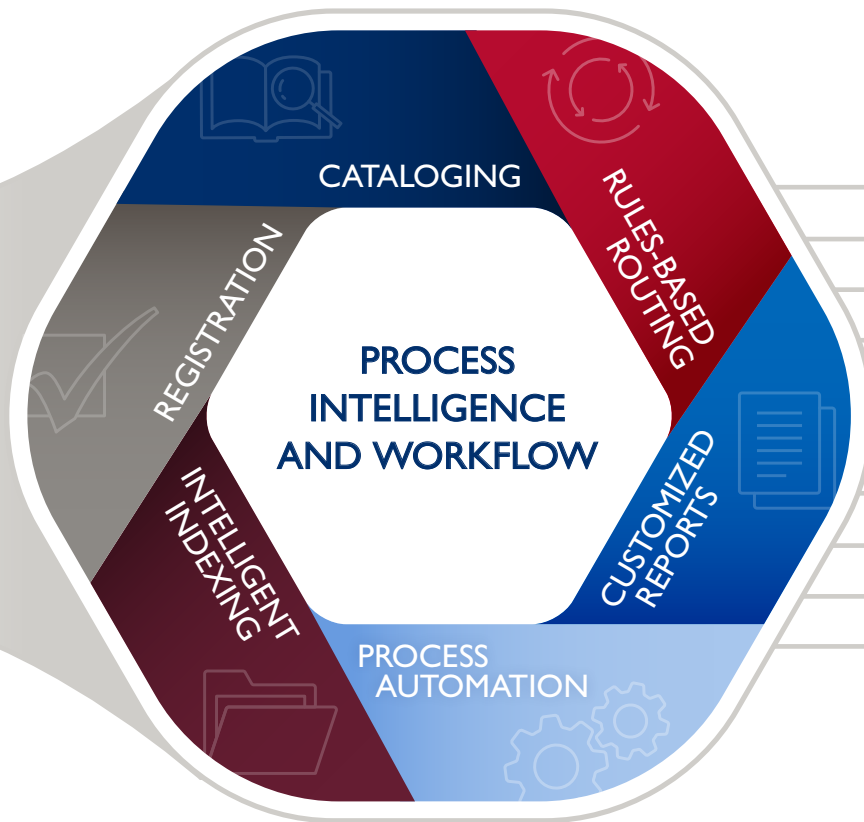 CATALOGING
RULES-BASED
ROUTING
REGISTRATION
PROCESS
INTELLIGENCE
AND WORKFLOW
CUSTOMIZED
REPORTS
INTELLIGENT
INDEXING
PROCESS
AUTOMATION